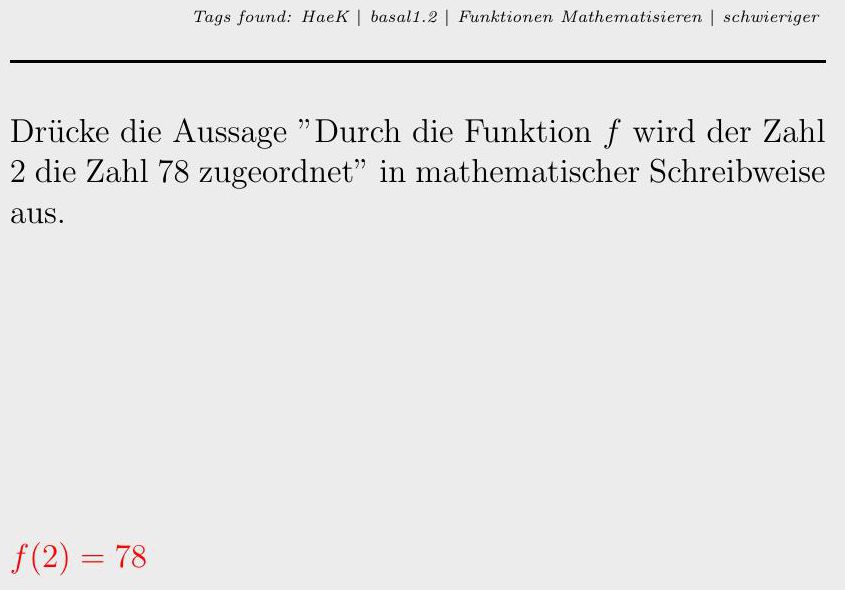 Tags found: HaeK | basal1.2 | Funktionen Mathematisieren | schwieriger
Drücke die Aussage ”Durch die Funktion f wird der Zahl
2 die Zahl 78 zugeordnet” in mathematischer Schreibweise
aus.
f(2) = 78